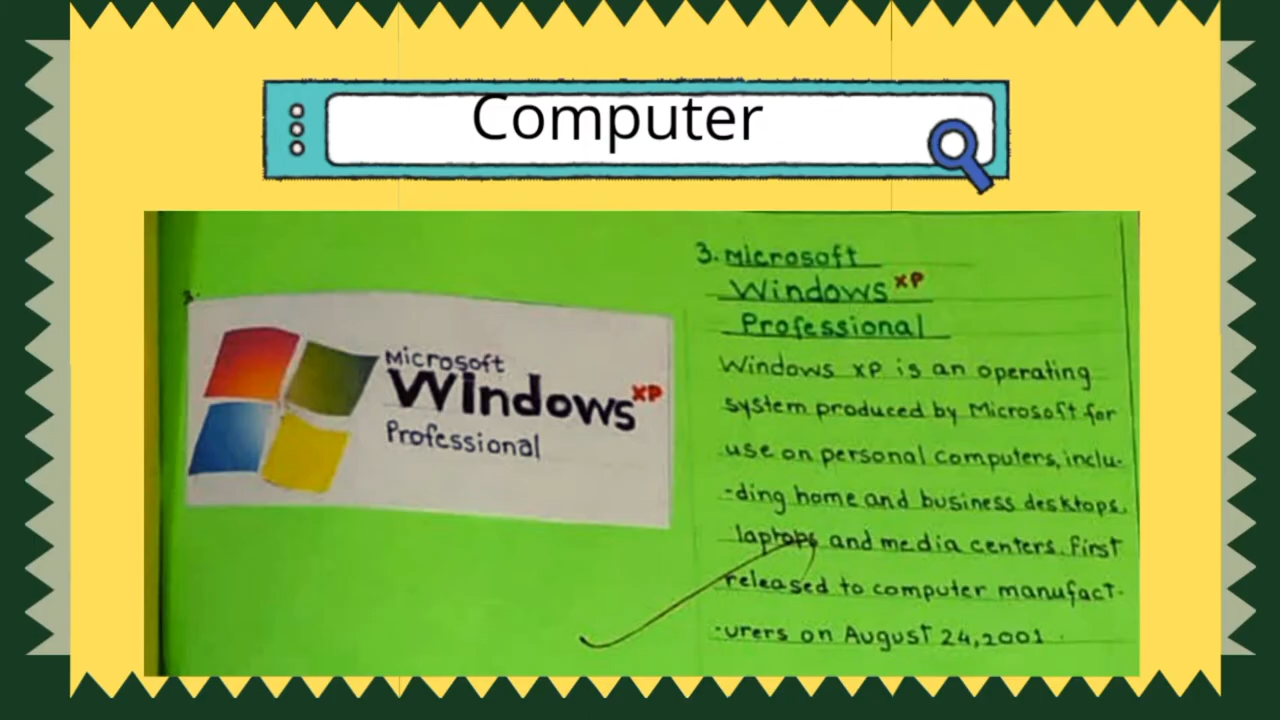 Computer
3.
Microsoft
Windows XP
Professional
3. Microsoft
Windows XP
Professional
Windows XP is an operating
system produced by Microsoft for
use on personal computers, inclu-
-ding home and business desktops,
laptops and media centers. First
released to computer manufact-
-urers on August 24, 2001.